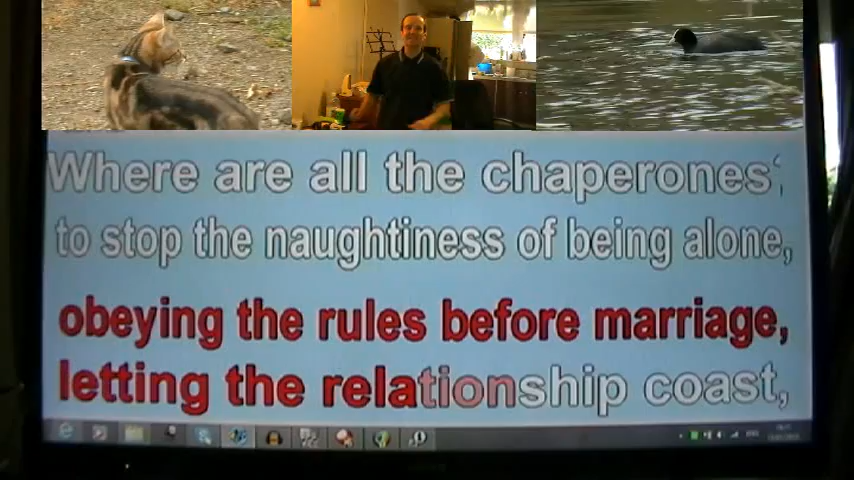 Where are all the chaperones‘,
to stop the naughtiness of being alone,
obeying the rules before marriage,
letting the relationship coast,